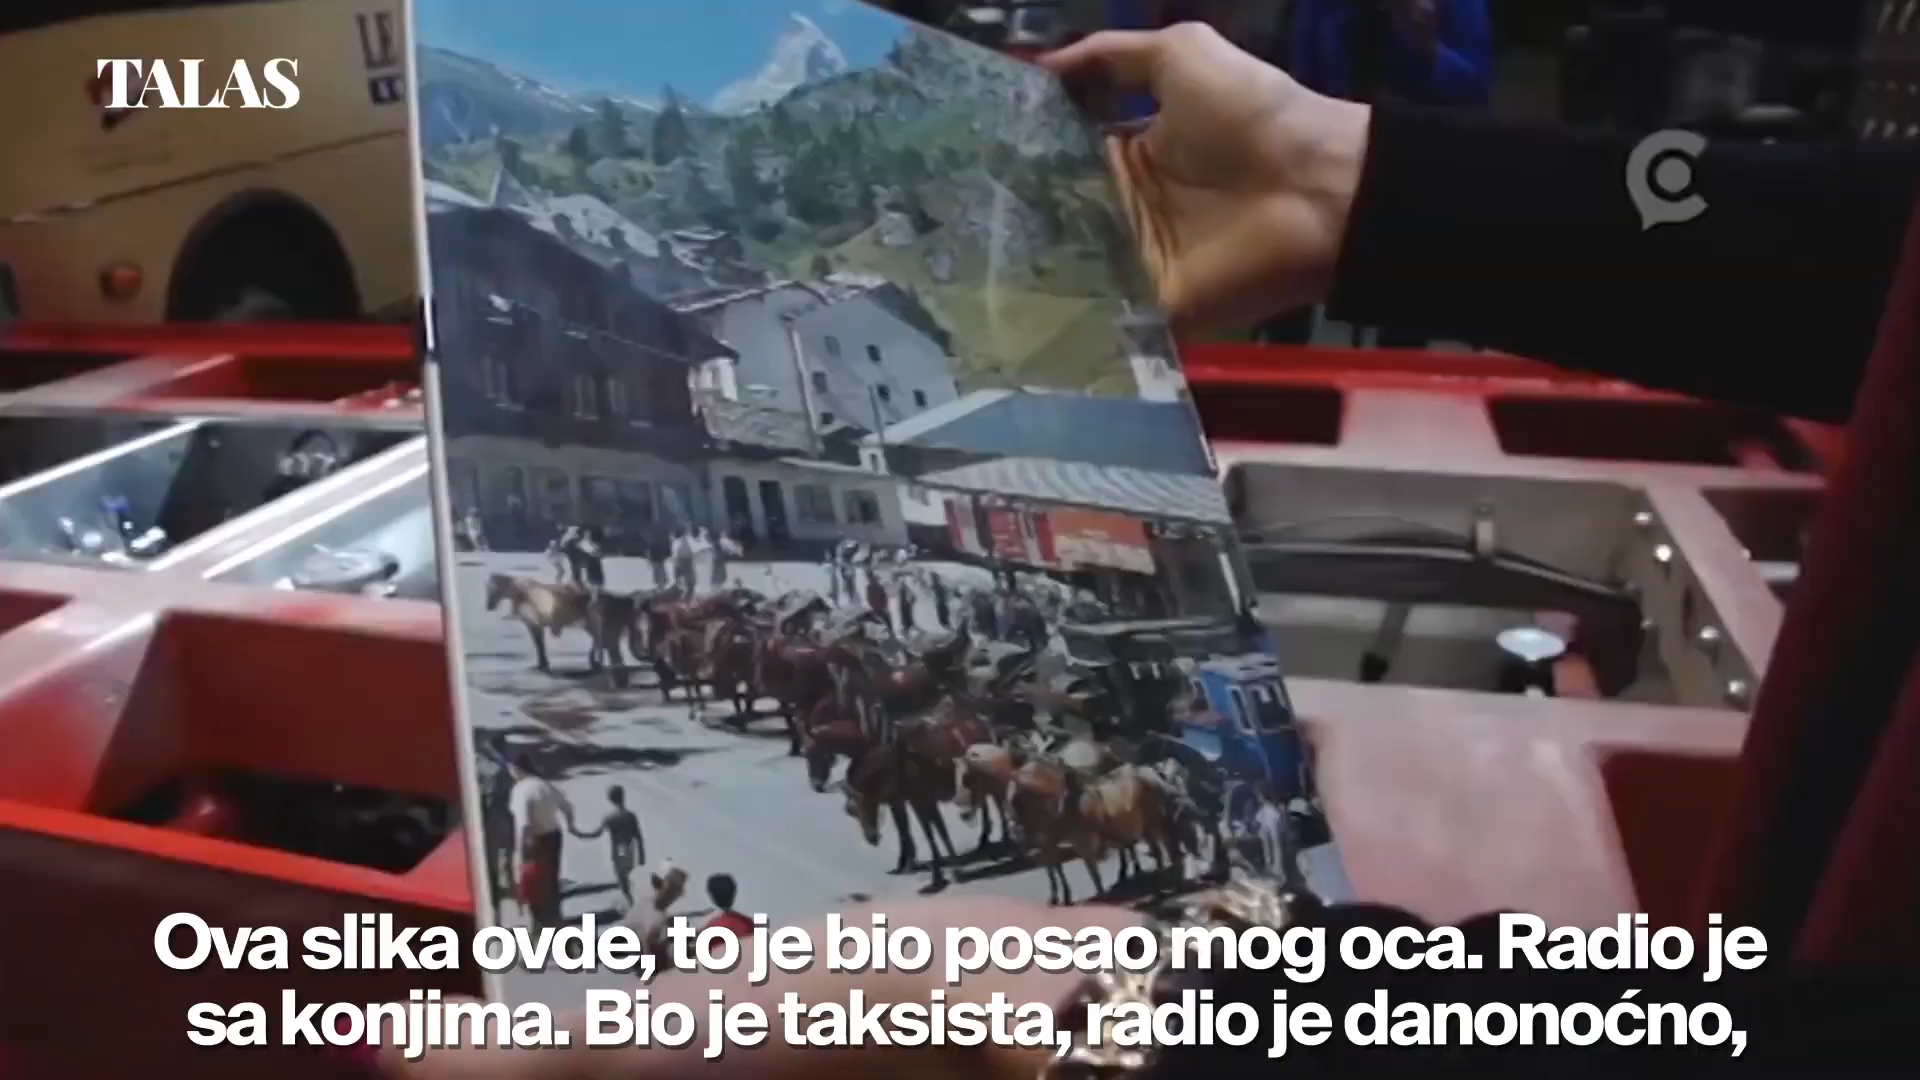 TALAS
LE
Ova slika ovde, to je bio posao mog oca. Radio je
sa konjima. Bio je taksista, radio je danonoćno,